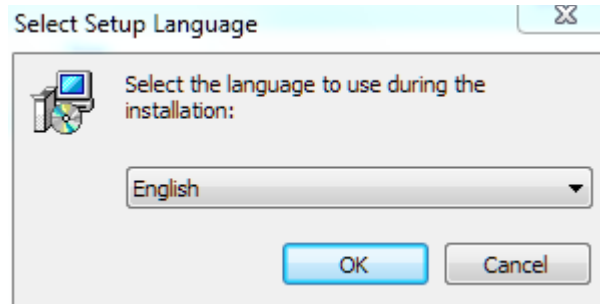 Select Setup Language
Select the language to use during the
installation:
English
OK
Cancel